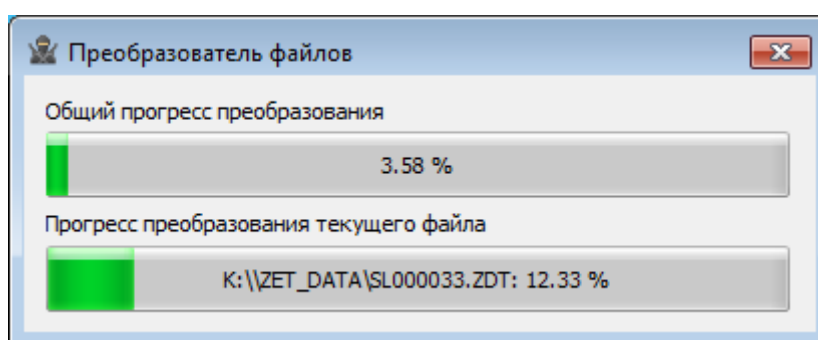 Преобразователь файлов
Общий прогресс преобразования
3.58 %
Прогресс преобразования текущего файла
K:\\ZET_DATA\SL000033.ZDT: 12.33 %